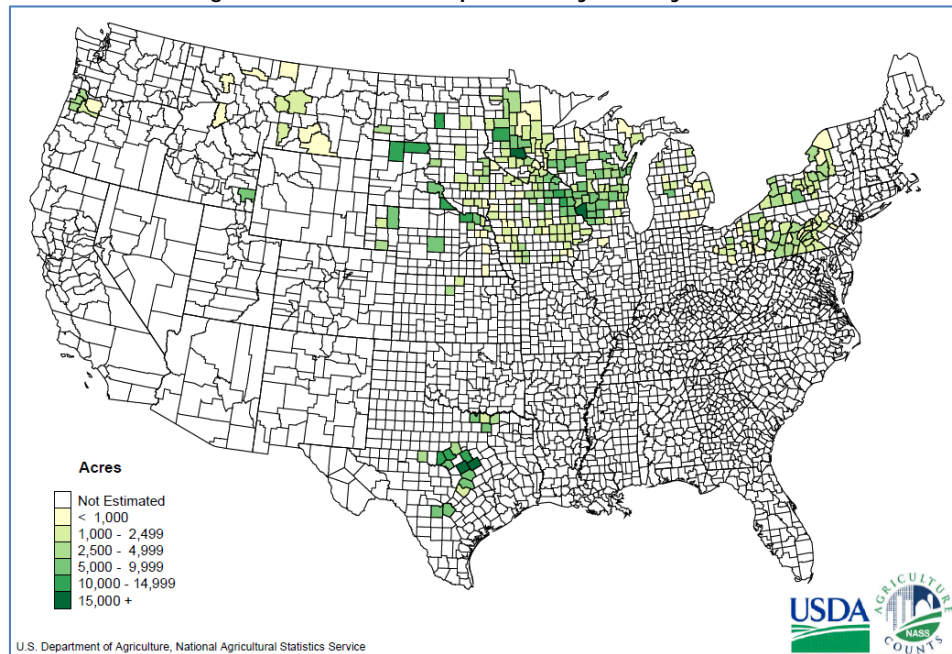 Acres
Not Estimated
< 1,000
1,000 - 2,499
2,500 - 4,999
5,000 - 9,999
10,000 - 14,999
15,000 +
USDA
AGRICULTURE
NASS
COUNTS
U.S. Department of Agriculture, National Agricultural Statistics Service